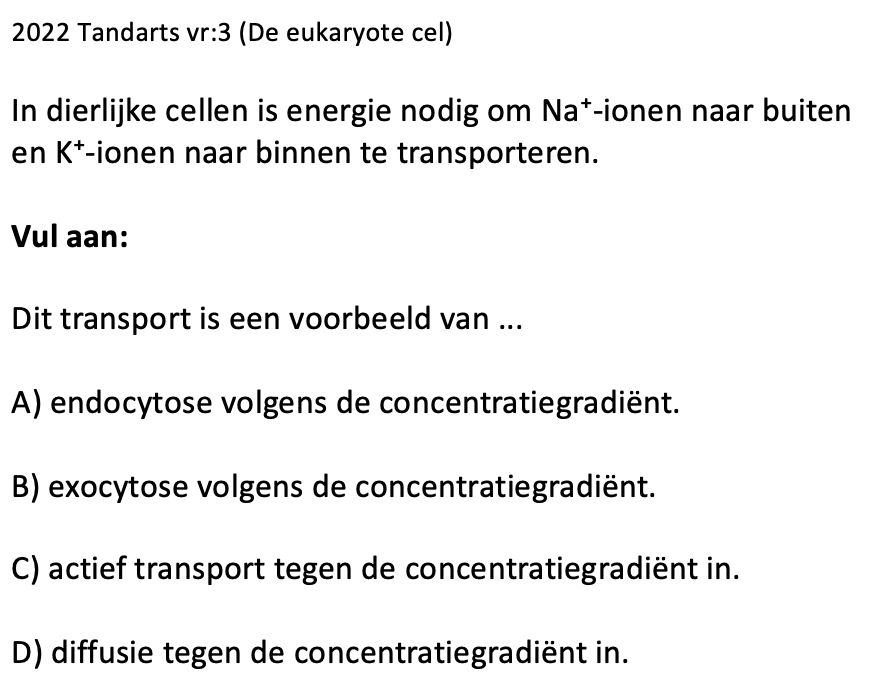 2022 Tandarts vr:3 (De eukaryote cel)
In dierlijke cellen is energie nodig om Na⁺-ionen naar buiten
en K⁺-ionen naar binnen te transporteren.
Vul aan:
Dit transport is een voorbeeld van ...
A) endocytose volgens de concentratiegradiënt.
B) exocytose volgens de concentratiegradiënt.
C) actief transport tegen de concentratiegradiënt in.
D) diffusie tegen de concentratiegradiënt in.